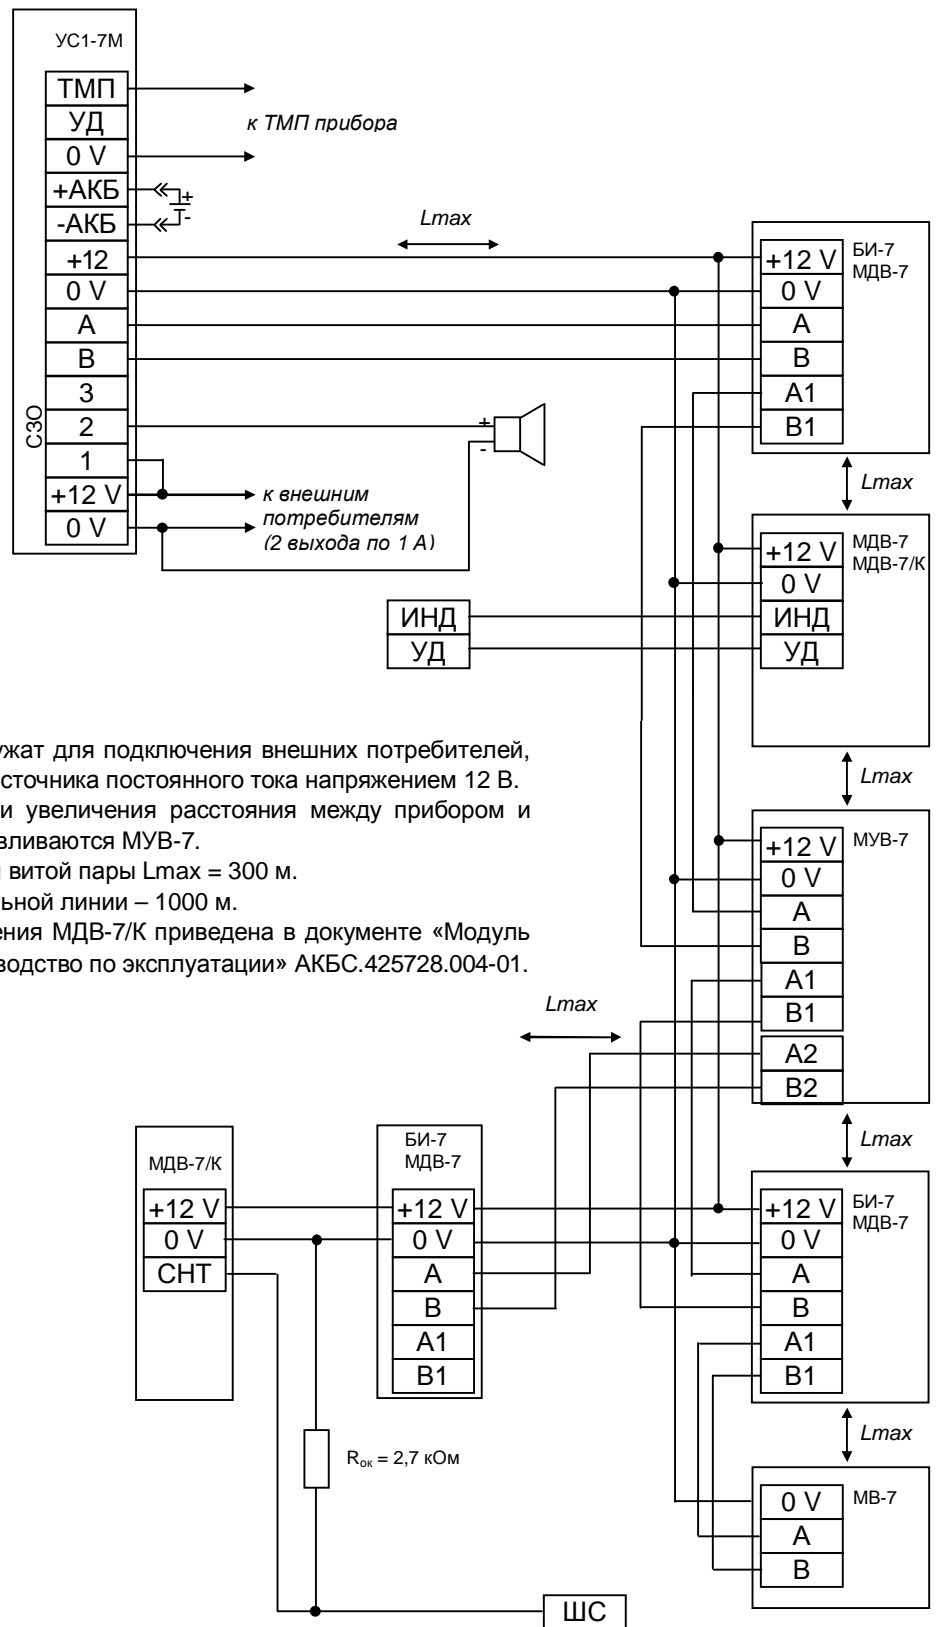 УС1-7М
ТМП
УД
0 V
+АКБ
-АКБ
+12
0 V
А
В
3
2
1
+12 V
0 V
СЗО
к ТМП прибора
+
-
Lmax
+
-
к внешним
потребителям
(2 выхода по 1 А)
БИ-7
МДВ-7
+12 V
0 V
А
В
А1
В1
Lmax
МДВ-7
МДВ-7/К
+12 V
0 V
ИНД
УД
ИНД
УД
Lmax
ужат для подключения внешних потребителей,
сточника постоянного тока напряжением 12 В.
и увеличения расстояния между прибором и
вливаются МУВ-7.
витой пары Lmax = 300 м.
ьной линии – 1000 м.
ения МДВ-7/К приведена в документе «Модуль
водство по эксплуатации» АКБС.425728.004-01.
МУВ-7
+12 V
0 V
А
В
А1
В1
А2
В2
Lmax
Lmax
МДВ-7/К
+12 V
0 V
СНТ
БИ-7
МДВ-7
+12 V
0 V
А
В
А1
В1
БИ-7
МДВ-7
+12 V
0 V
А
В
А1
В1
Rок = 2,7 кОм
Lmax
МВ-7
0 V
А
В
ШС